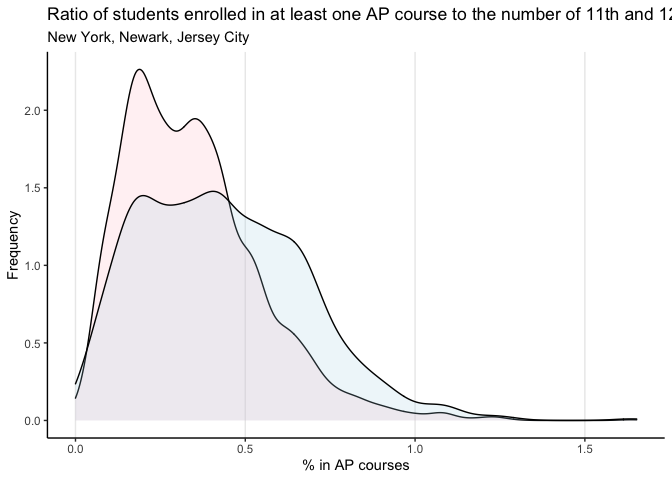 Ratio of students enrolled in at least one AP course to the number of 11th and 12
New York, Newark, Jersey City
2.0
1.5
1.0
0.5
0.0
Frequency
0.0 0.5 1.0 1.5
% in AP courses